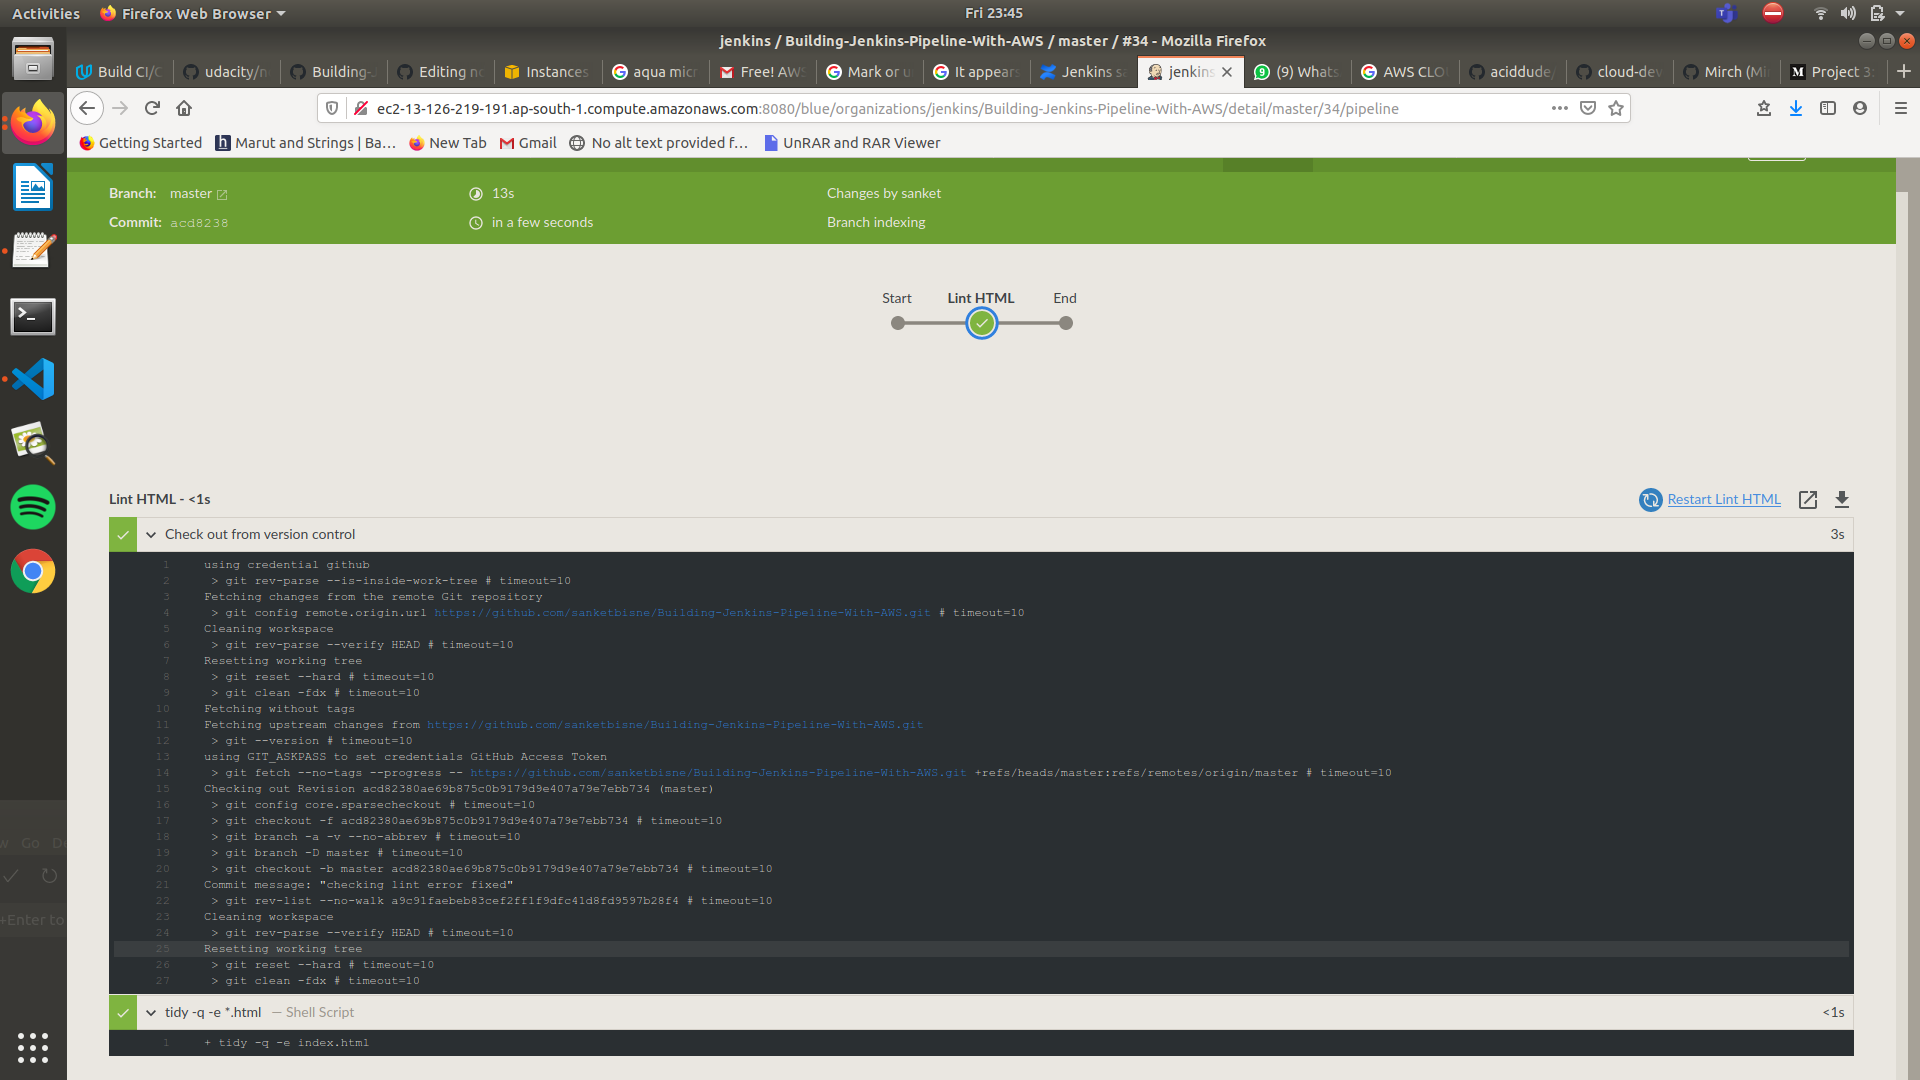 Activities
Firefox Web Browser
Fri 23:45
jenkins / Building-Jenkins-Pipeline-With-AWS / master / #34 - Mozilla Firefox
Build CI/C
udacity/n
Building-J
Editing no
Instances
aqua micr
Free! AWS
Mark or u
It appears
Jenkins sa
jenkins
(9) Whats
AWS CLO
aciddude/
cloud-dev
Mirch (Mi
Project 3:
ec2-13-126-219-191.ap-south-1.compute.amazonaws.com:8080/blue/organizations/jenkins/Building-Jenkins-Pipeline-With-AWS/detail/master/34/pipeline
Getting Started
Marut and Strings | Ba…
New Tab
Gmail
No alt text provided f…
UnRAR and RAR Viewer
Branch: master
13s
Changes by sanket
Commit: acd8238
in a few seconds
Branch indexing
Start
Lint HTML
End
Lint HTML - <1s
Restart Lint HTML
Check out from version control
3s
1 using credential github
2 > git rev-parse --is-inside-work-tree # timeout=10
3 Fetching changes from the remote Git repository
4 > git config remote.origin.url https://github.com/sanketbisne/Building-Jenkins-Pipeline-With-AWS.git # timeout=10
5 Cleaning workspace
6 > git rev-parse --verify HEAD # timeout=10
7 Resetting working tree
8 > git reset --hard # timeout=10
9 > git clean -fdx # timeout=10
10 Fetching without tags
11 Fetching upstream changes from https://github.com/sanketbisne/Building-Jenkins-Pipeline-With-AWS.git
12 > git --version # timeout=10
13 using GIT_ASKPASS to set credentials GitHub Access Token
14 > git fetch --no-tags --progress -- https://github.com/sanketbisne/Building-Jenkins-Pipeline-With-AWS.git +refs/heads/master:refs/remotes/origin/master # timeout=10
15 Checking out Revision acd82380ae69b875c0b9179d9e407a79e7ebb734 (master)
16 > git config core.sparsecheckout # timeout=10
17 > git checkout -f acd82380ae69b875c0b9179d9e407a79e7ebb734 # timeout=10
18 > git branch -a -v --no-abbrev # timeout=10
19 > git branch -D master # timeout=10
20 > git checkout -b master acd82380ae69b875c0b9179d9e407a79e7ebb734 # timeout=10
21 Commit message: "checking lint error fixed"
22 > git rev-list --no-walk a9c91faebeb83cef2ff1f9dfc41d8fd9597b28f4 # timeout=10
23 Cleaning workspace
24 > git rev-parse --verify HEAD # timeout=10
25 Resetting working tree
26 > git reset --hard # timeout=10
27 > git clean -fdx # timeout=10
tidy -q -e *.html — Shell Script
<1s
1 + tidy -q -e index.html
w Go De
+Enter to